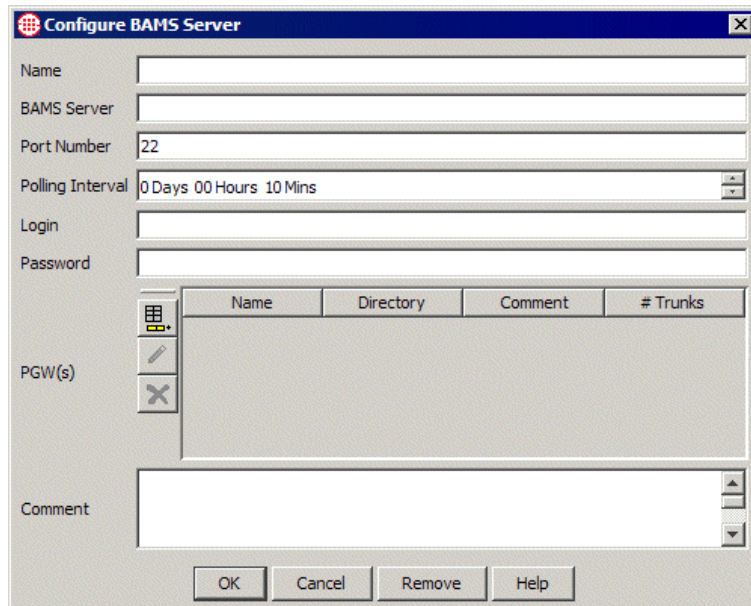 Configure BAMS Server
Name
BAMS Server
Port Number 22
Polling Interval 0 Days 00 Hours 10 Mins
Login
Password
PGW(s)
Name Directory Comment # Trunks
Comment
OK Cancel Remove Help